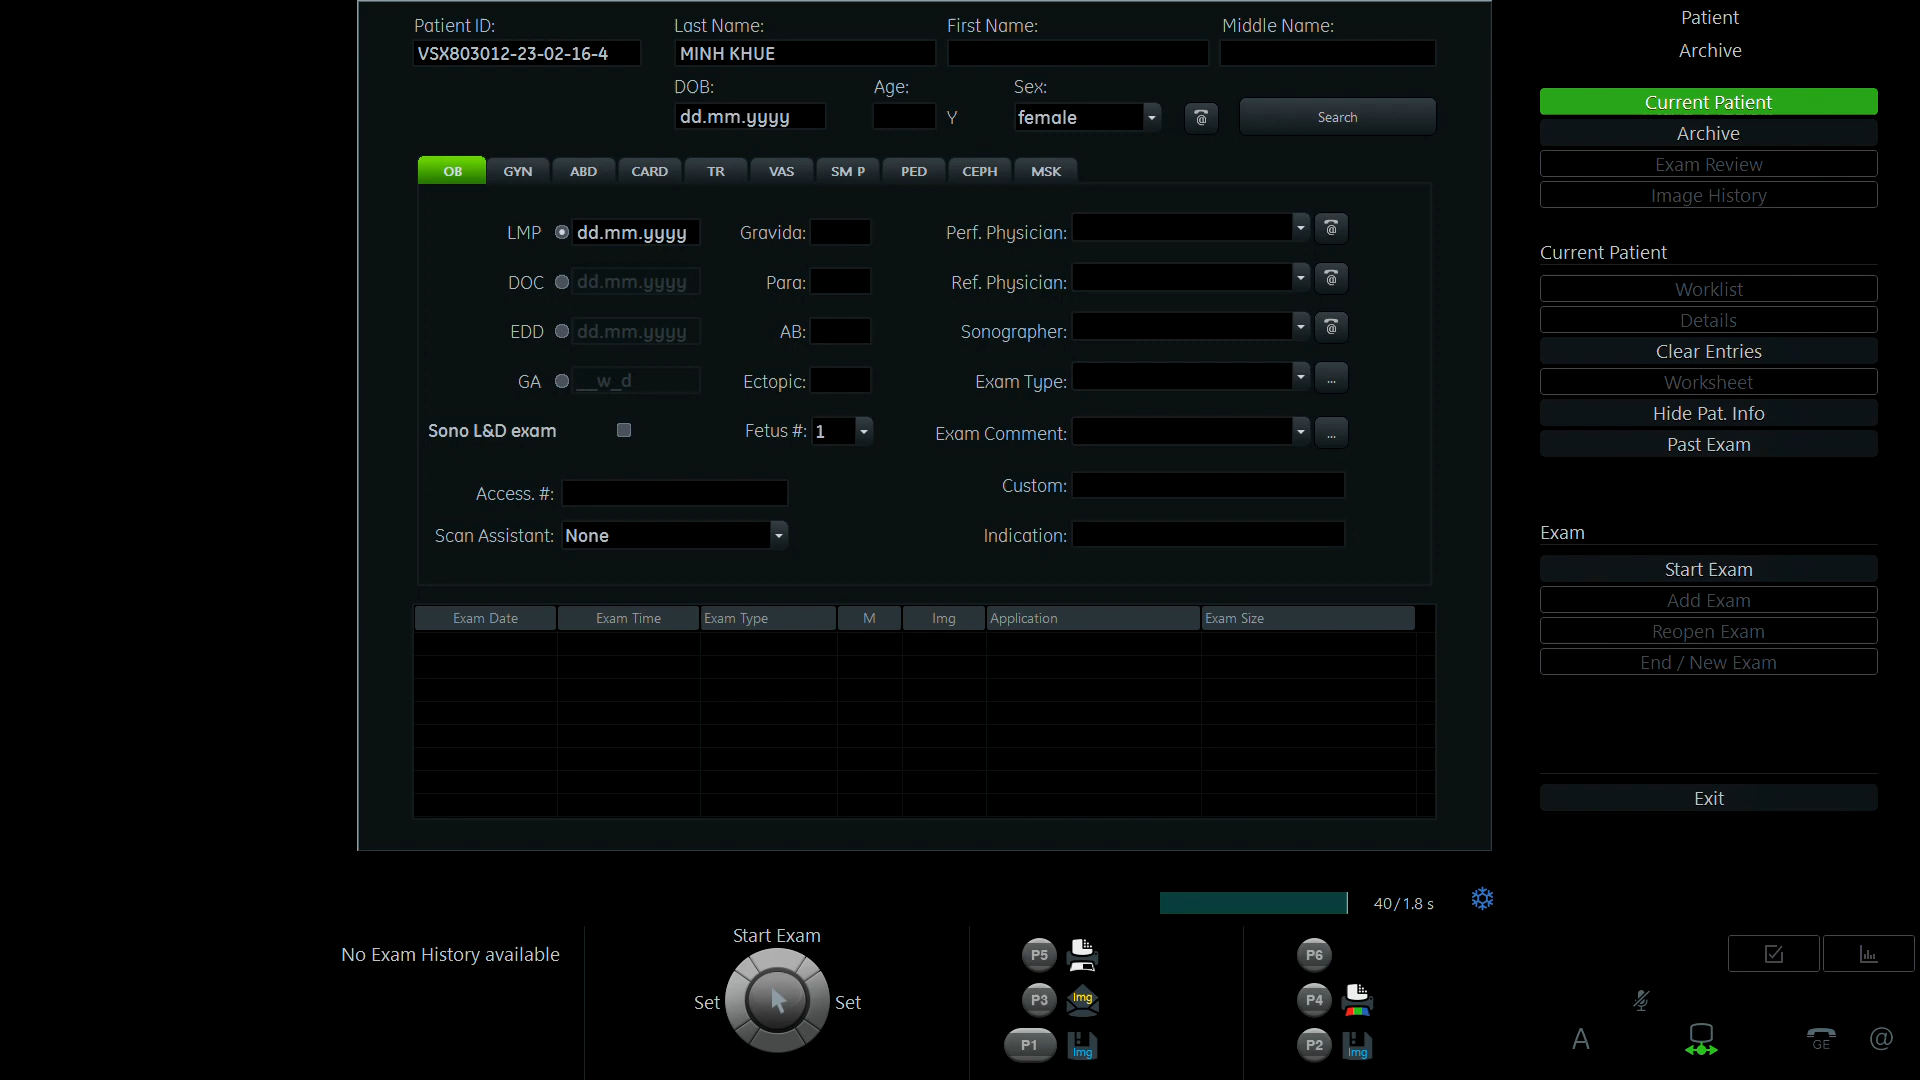 Patient ID: Last Name: First Name: Middle Name:
VSX803012-23-02-16-4 MINH KHUE
DOB: Age: Sex:
dd.mm.yyyy Y female @ Search
OB GYN ABD CARD TR VAS SM P PED CEPH MSK
LMP dd.mm.yyyy Gravida: Perf. Physician: @
DOC dd.mm.yyyy Para: Ref. Physician: @
EDD dd.mm.yyyy AB: Sonographer: @
GA __w_d Ectopic: Exam Type: ...
Sono L&D exam Fetus #: 1 Exam Comment: ...
Access. #: Custom:
Scan Assistant: None Indication:
Exam Date Exam Time Exam Type M Img Application Exam Size
Patient
Archive
Current Patient
Archive
Exam Review
Image History
Current Patient
Worklist
Details
Clear Entries
Worksheet
Hide Pat. Info
Past Exam
Exam
Start Exam
Add Exam
Reopen Exam
End / New Exam
Exit
40/1.8 s
No Exam History available
Start Exam
Set Set
P5 P6
P3 Img P4
P1 Img P2 Img
A GE @